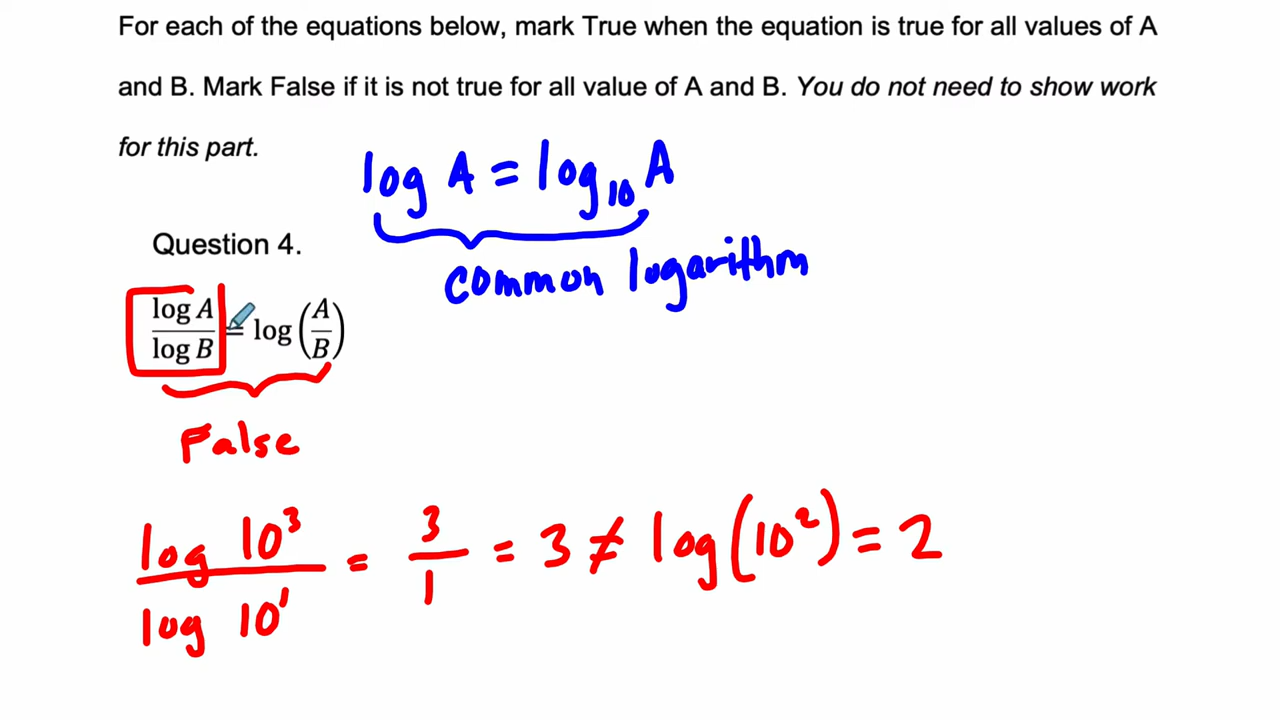 For each of the equations below, mark True when the equation is true for all values of A
and B. Mark False if it is not true for all value of A and B. You do not need to show work
for this part.
log A = log₁₀ A
common logarithm
Question 4.
log A / log B = log (A/B)
False
log 10³ / log 10¹ = 3/1 = 3 ≠ log(10²) = 2